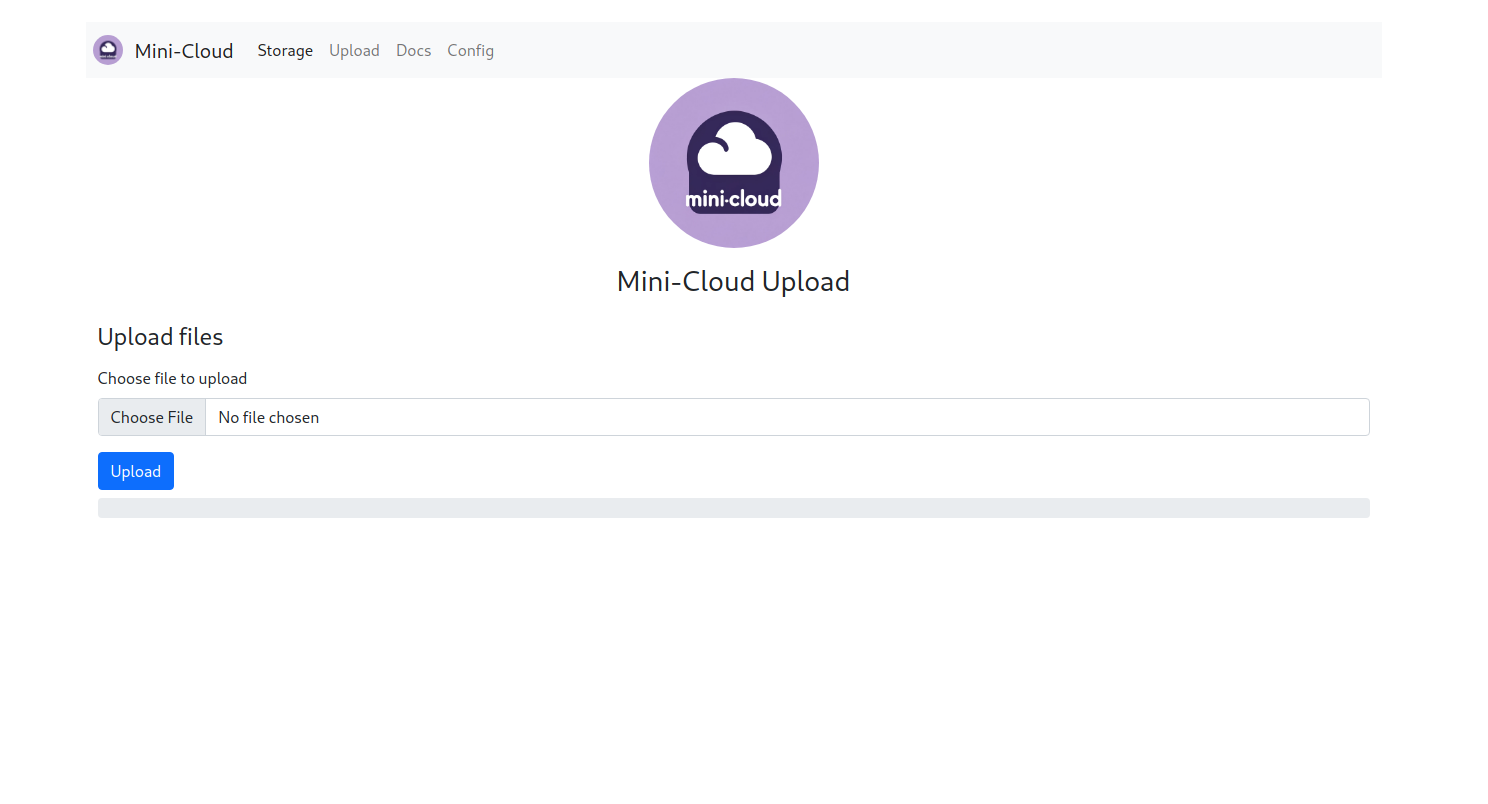 Mini-Cloud Storage Upload Docs Config
mini-cloud
Mini-Cloud Upload
Upload files
Choose file to upload
Choose File No file chosen
Upload